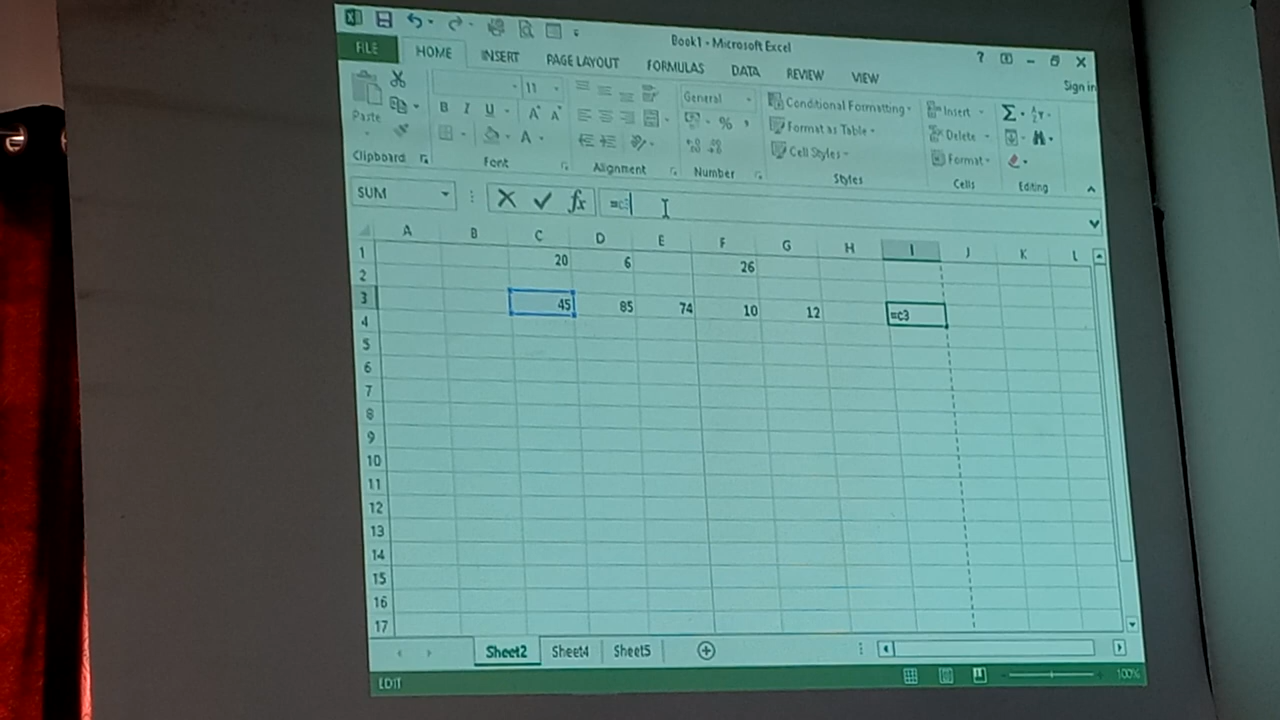 Book1 - Microsoft Excel
?
FILE HOME INSERT PAGE LAYOUT FORMULAS DATA REVIEW VIEW
Sign in
Paste
11
B I U
A A
A
General
% ,
Conditional Formatting
Format as Table
Cell Styles
Insert
Delete
Format
Σ
Clipboard Font Alignment Number Styles Cells Editing
SUM fx =c3
A B C D E F G H I J K L
1 20 6 26
2
3 45 85 74 10 12 =c3
4
5
6
7
8
9
10
11
12
13
14
15
16
17
Sheet2 Sheet4 Sheet5
EDIT 100%